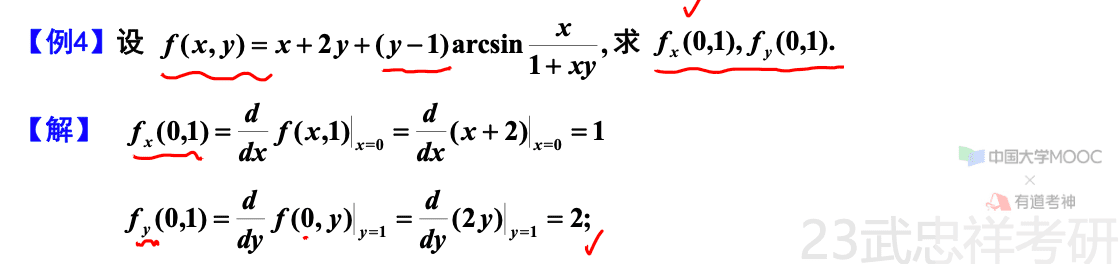 【例4】设 f(x,y)=x+2y+(y−1)arcsin x/(1+xy), 求 f_x(0,1), f_y(0,1).
【解】 f_x(0,1)=d/dx f(x,1)|_{x=0}=d/dx (x+2)|_{x=0}=1
中国大学MOOC
×
有道考神
f_y(0,1)=d/dy f(0,y)|_{y=1}=d/dy (2y)|_{y=1}=2;
23武忠祥考研